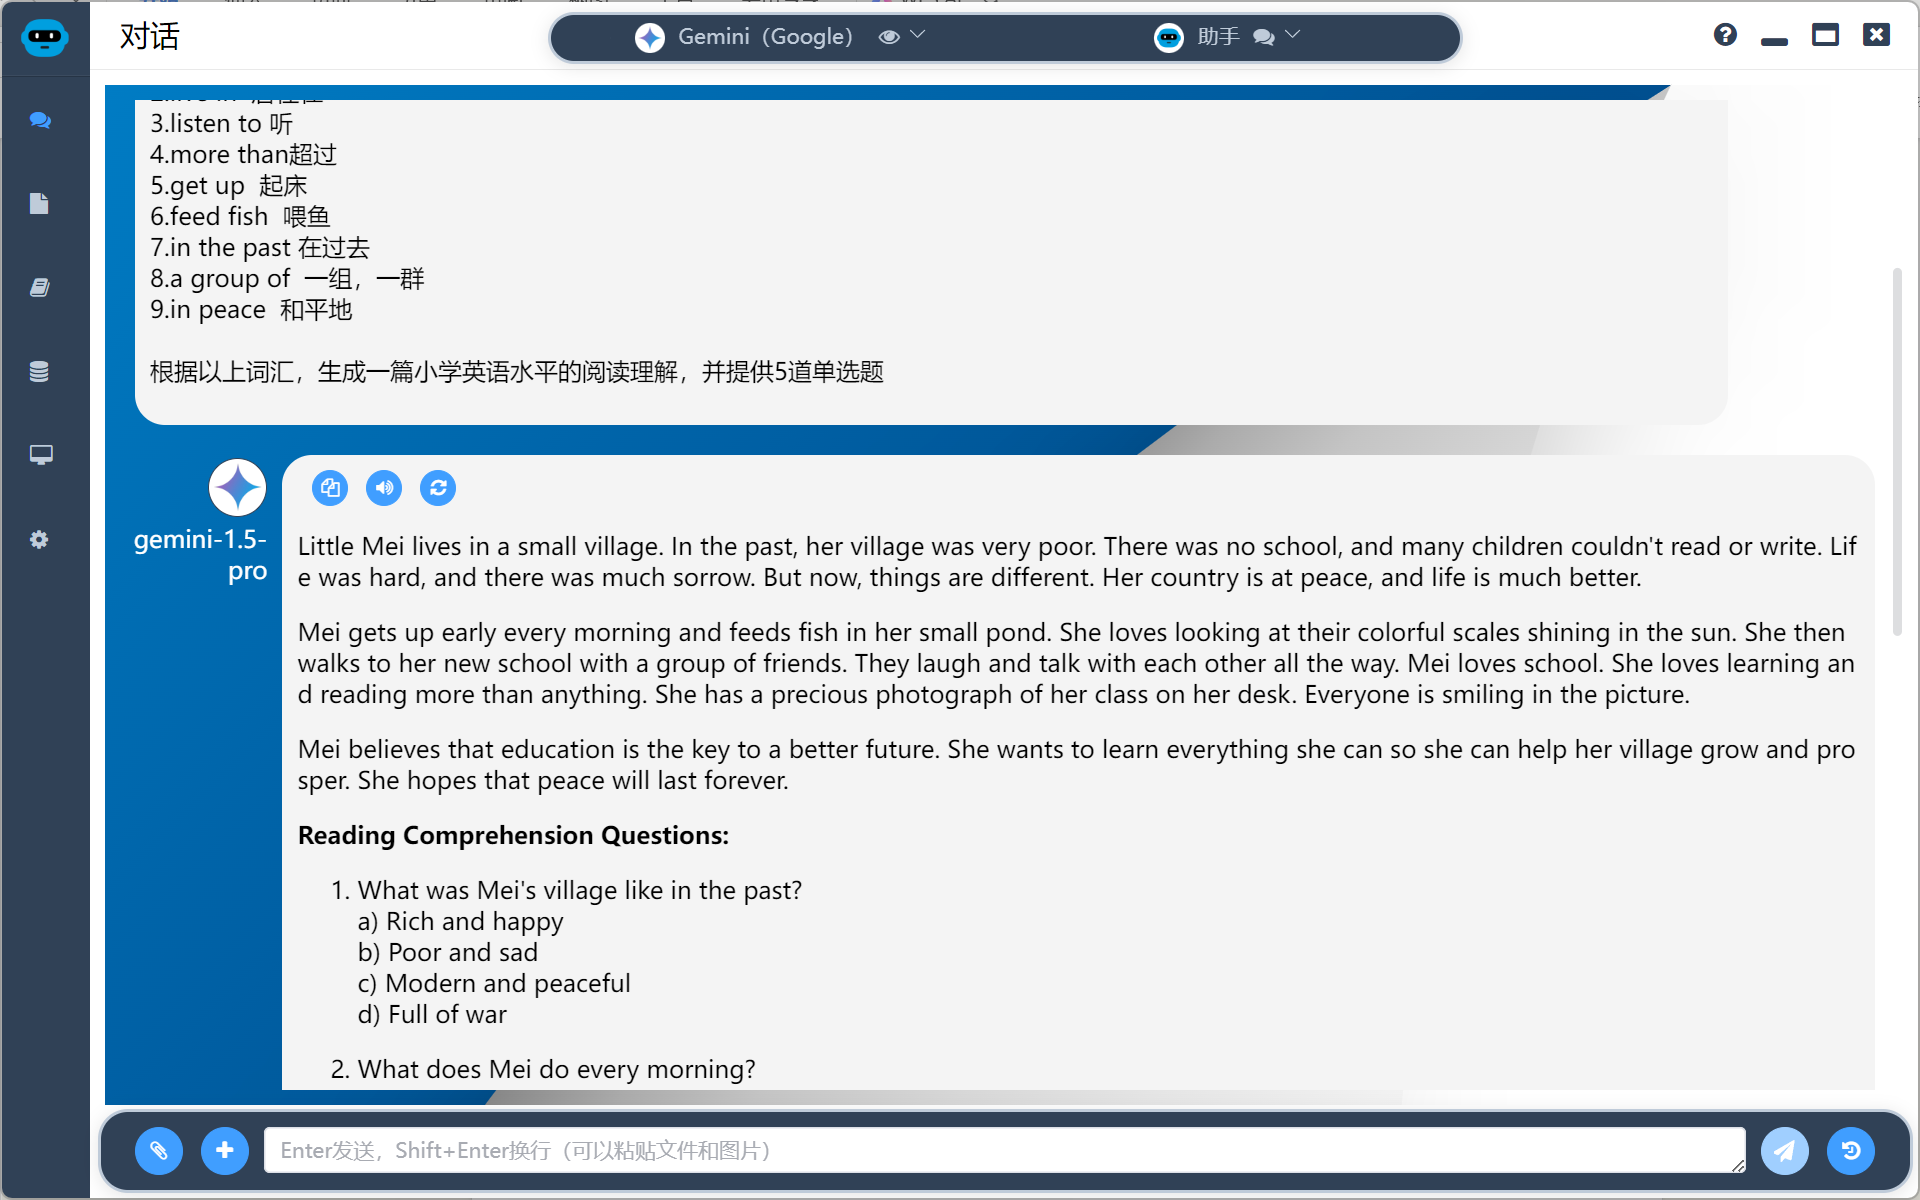 对话
Gemini（Google）
助手
3.listen to 听
4.more than超过
5.get up  起床
6.feed fish  喂鱼
7.in the past 在过去
8.a group of  一组，一群
9.in peace  和平地
根据以上词汇，生成一篇小学英语水平的阅读理解，并提供5道单选题
gemini-1.5-
pro
Little Mei lives in a small village. In the past, her village was very poor. There was no school, and many children couldn't read or write. Lif
e was hard, and there was much sorrow. But now, things are different. Her country is at peace, and life is much better.
Mei gets up early every morning and feeds fish in her small pond. She loves looking at their colorful scales shining in the sun. She then
walks to her new school with a group of friends. They laugh and talk with each other all the way. Mei loves school. She loves learning an
d reading more than anything. She has a precious photograph of her class on her desk. Everyone is smiling in the picture.
Mei believes that education is the key to a better future. She wants to learn everything she can so she can help her village grow and pro
sper. She hopes that peace will last forever.
Reading Comprehension Questions:
1. What was Mei's village like in the past?
a) Rich and happy
b) Poor and sad
c) Modern and peaceful
d) Full of war
2. What does Mei do every morning?
Enter发送，Shift+Enter换行（可以粘贴文件和图片）